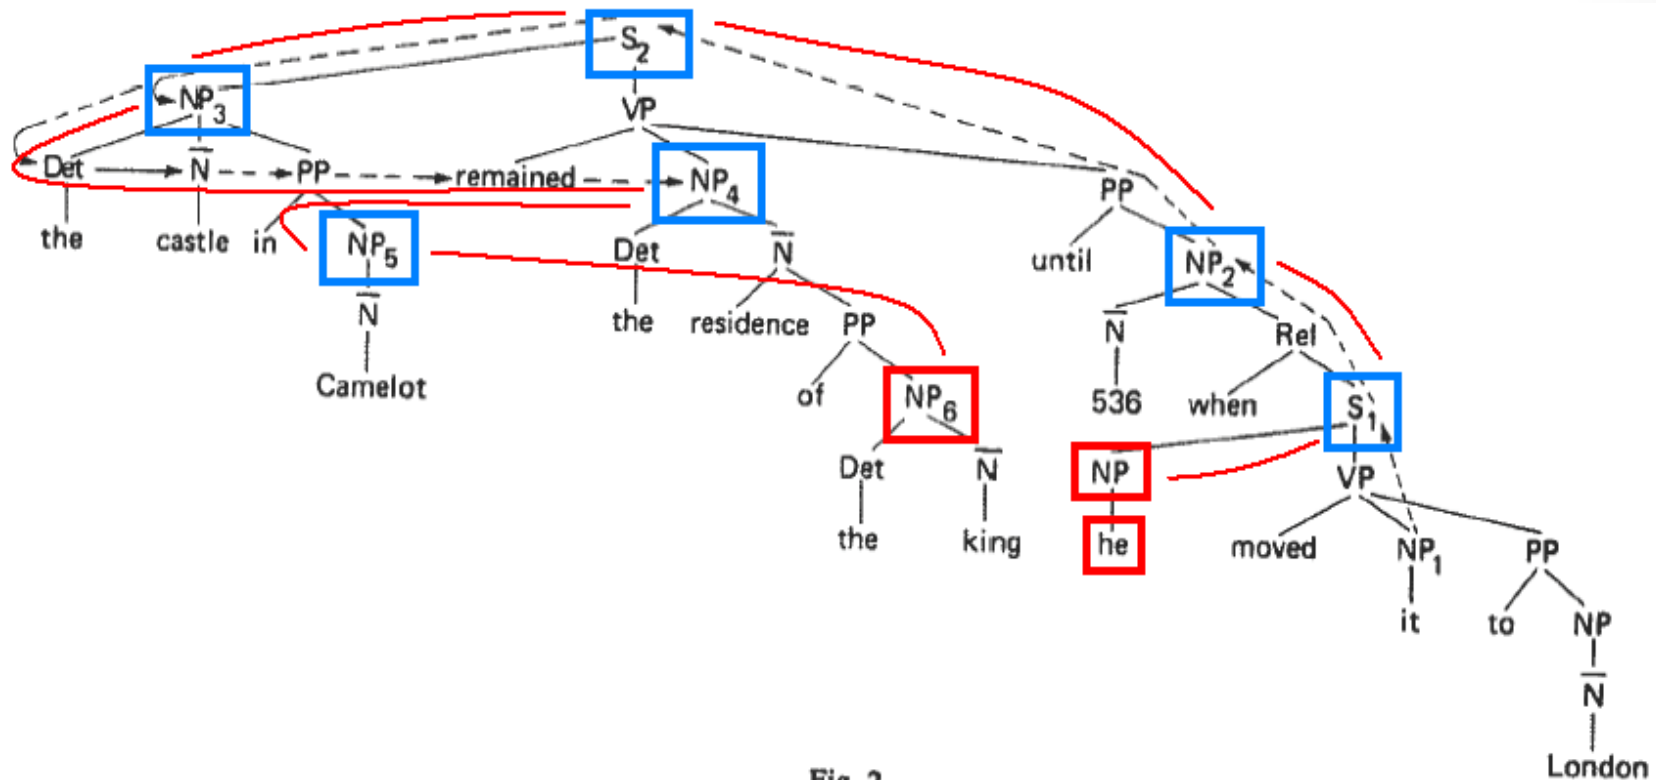 S2
NP3 VP
Det N PP remained NP4 PP
the castle in NP5 Det N until NP2
N the residence PP N Rel
Camelot of NP6 536 when S1
Det N NP VP
the king he moved NP1 PP
it to NP
N
London